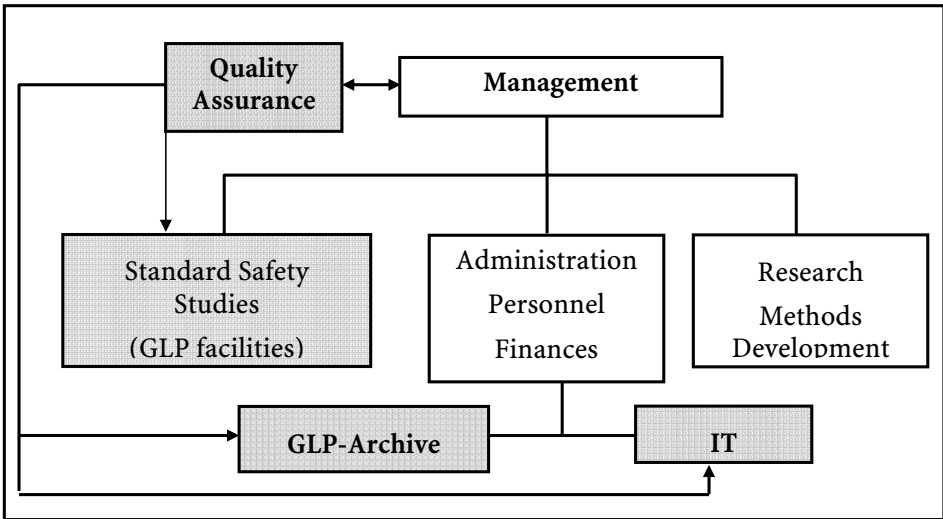 Quality
Assurance
Management
Standard Safety
Studies
(GLP facilities)
Administration
Personnel
Finances
Research
Methods
Development
GLP-Archive
IT